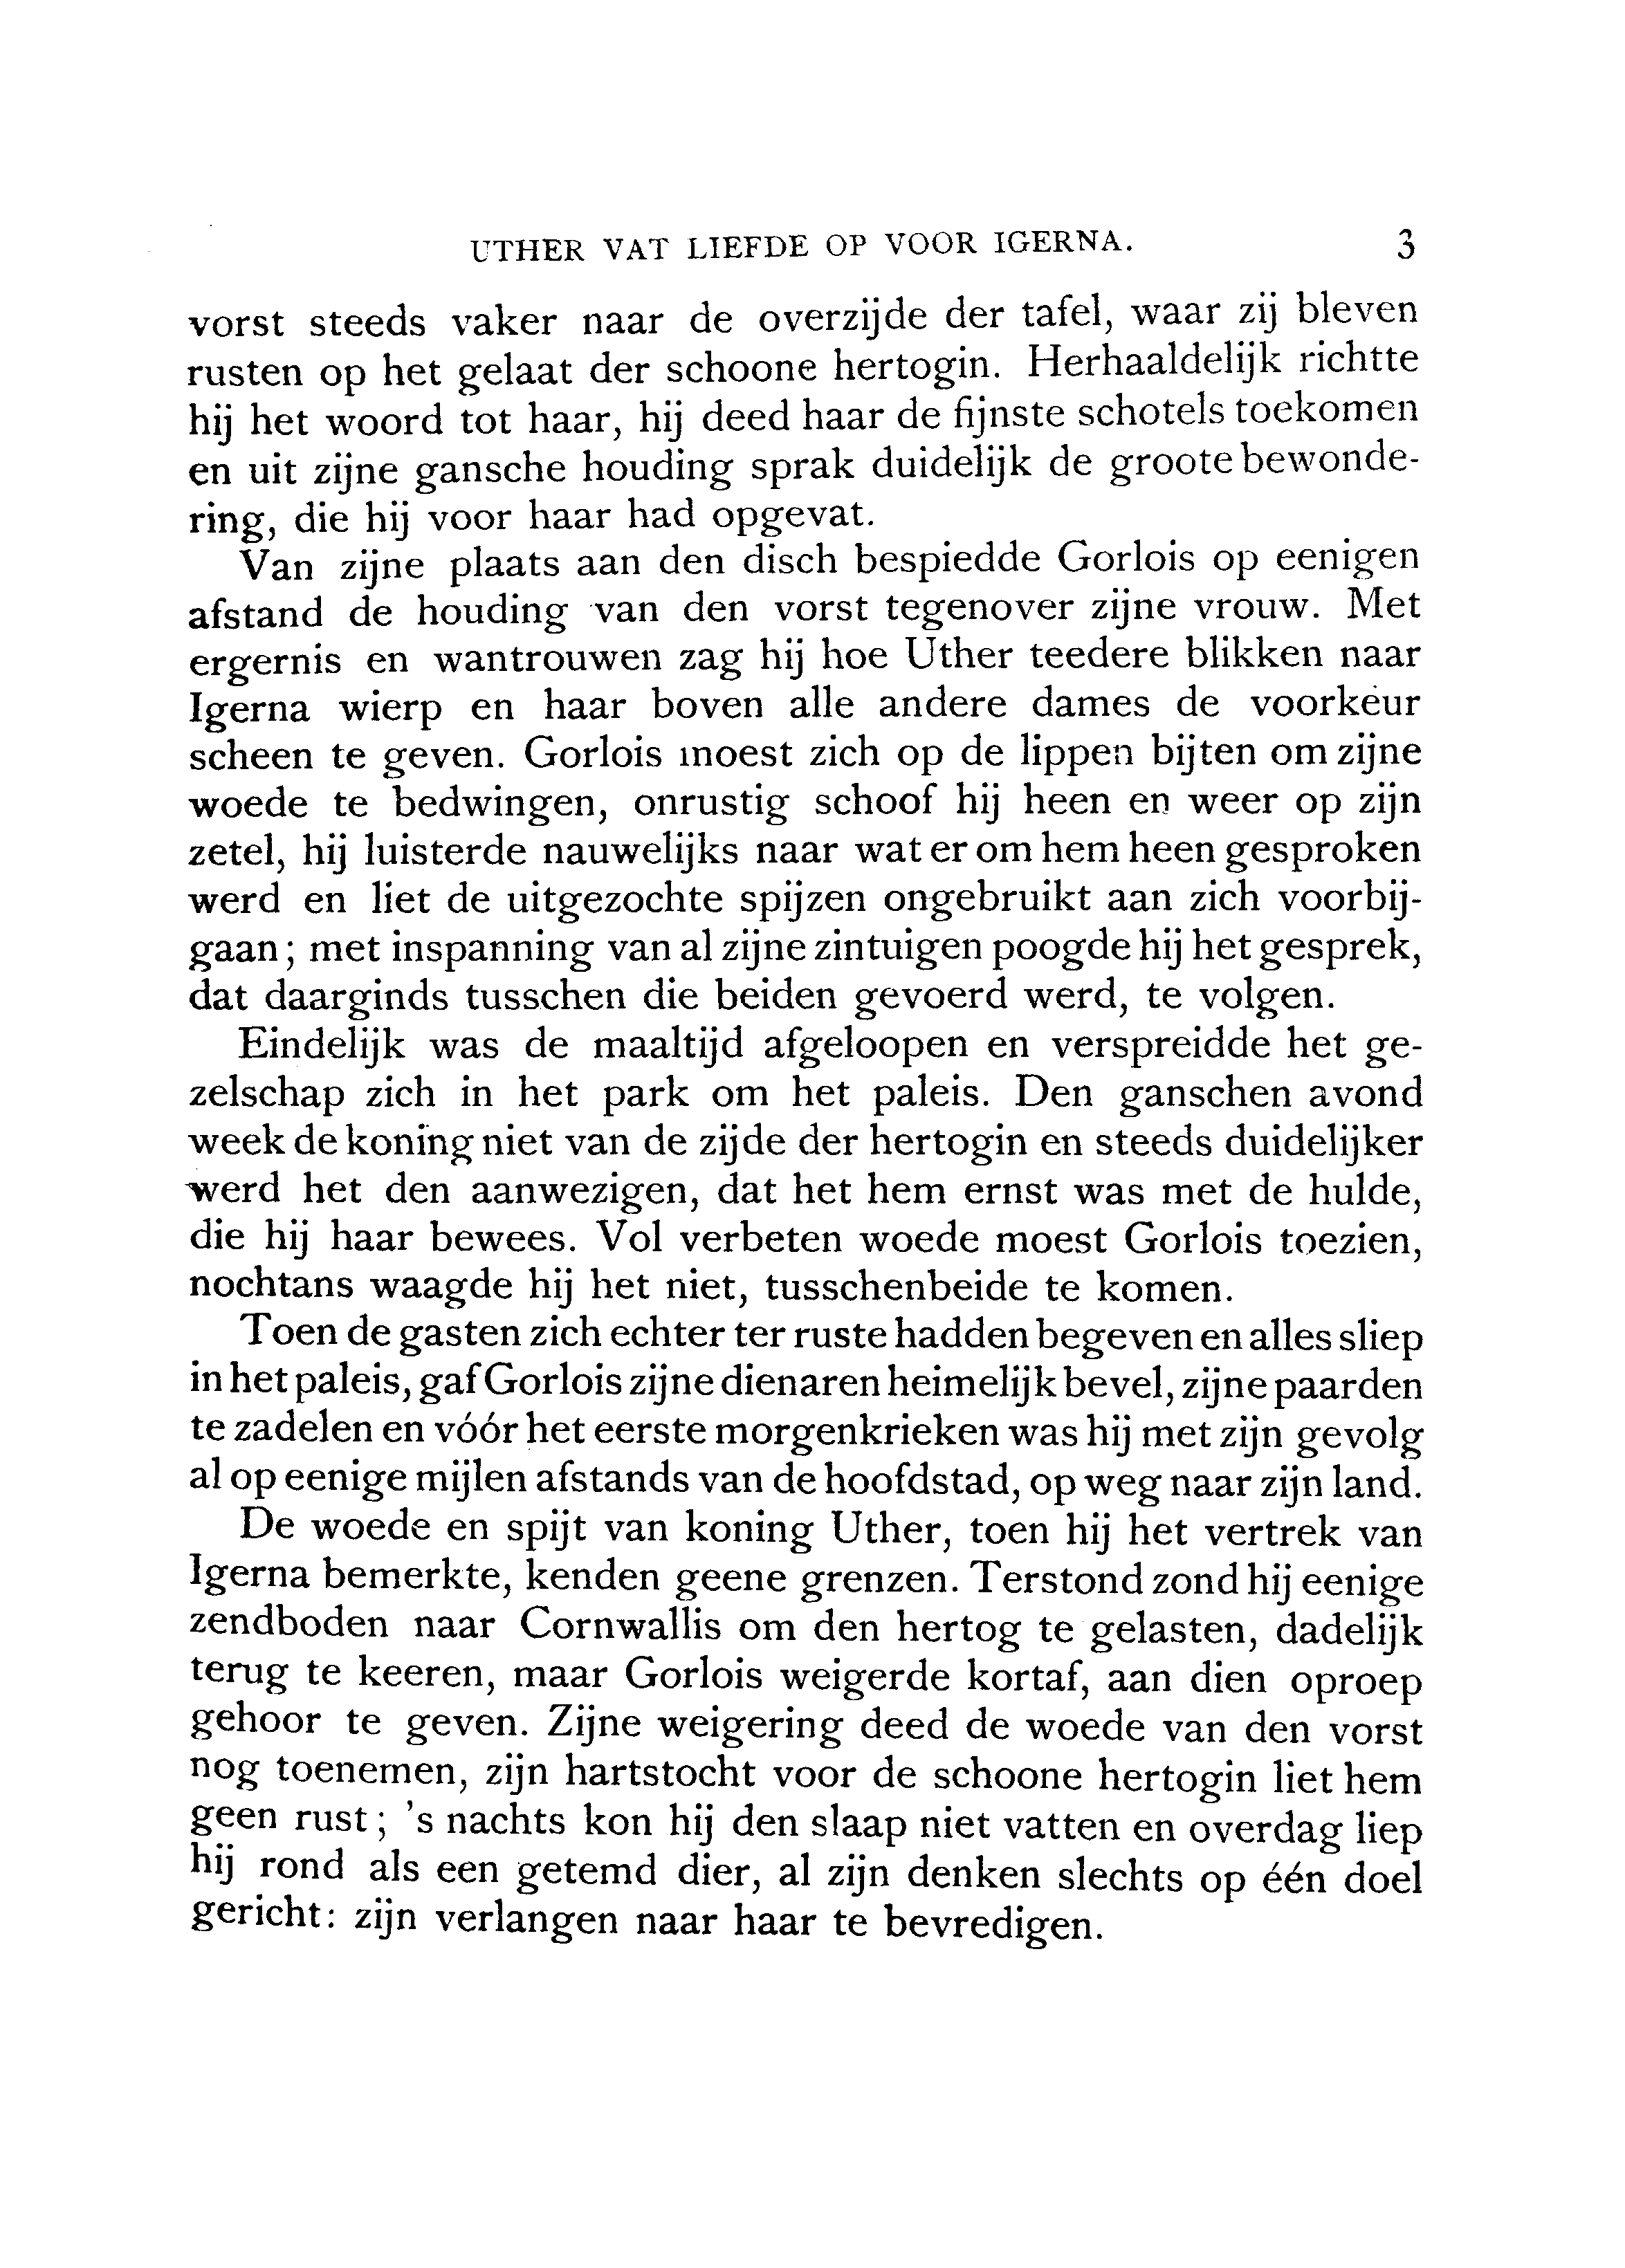 UTHER VAT LIEFDE OP VOOR IGERNA. 3
vorst steeds vaker naar de overzijde der tafel, waar zij bleven
rusten op het gelaat der schoone hertogin. Herhaaldelijk richtte
hij het woord tot haar, hij deed haar de fijnste schotels toekomen
en uit zijne gansche houding sprak duidelijk de groote bewonde-
ring, die hij voor haar had opgevat.
Van zijne plaats aan den disch bespiedde Gorlois op eenigen
afstand de houding van den vorst tegenover zijne vrouw. Met
ergernis en wantrouwen zag hij hoe Uther teedere blikken naar
Igerna wierp en haar boven alle andere dames de voorkeur
scheen te geven. Gorlois moest zich op de lippen bijten om zijne
woede te bedwingen, onrustig schoof hij heen en weer op zijn
zetel, hij luisterde nauwelijks naar wat er om hem heen gesproken
werd en liet de uitgezochte spijzen ongebruikt aan zich voorbij-
gaan; met inspanning van al zijne zintuigen poogde hij het gesprek,
dat daarginds tusschen die beiden gevoerd werd, te volgen.
Eindelijk was de maaltijd afgeloopen en verspreidde het ge-
zelschap zich in het park om het paleis. Den ganschen avond
week de koning niet van de zijde der hertogin en steeds duidelijker
werd het den aanwezigen, dat het hem ernst was met de hulde,
die hij haar bewees. Vol verbeten woede moest Gorlois toezien,
nochtans waagde hij het niet, tusschenbeide te komen.
Toen de gasten zich echter ter ruste hadden begeven en alles sliep
in het paleis, gaf Gorlois zijne dienaren heimelijk bevel, zijne paarden
te zadelen en vóór het eerste morgenkrieken was hij met zijn gevolg
al op eenige mijlen afstands van de hoofdstad, op weg naar zijn land.
De woede en spijt van koning Uther, toen hij het vertrek van
Igerna bemerkte, kenden geene grenzen. Terstond zond hij eenige
zendboden naar Cornwallis om den hertog te gelasten, dadelijk
terug te keeren, maar Gorlois weigerde kortaf, aan dien oproep
gehoor te geven. Zijne weigering deed de woede van den vorst
nog toenemen, zijn hartstocht voor de schoone hertogin liet hem
geen rust; 's nachts kon hij den slaap niet vatten en overdag liep
hij rond als een getemd dier, al zijn denken slechts op één doel
gericht: zijn verlangen naar haar te bevredigen.